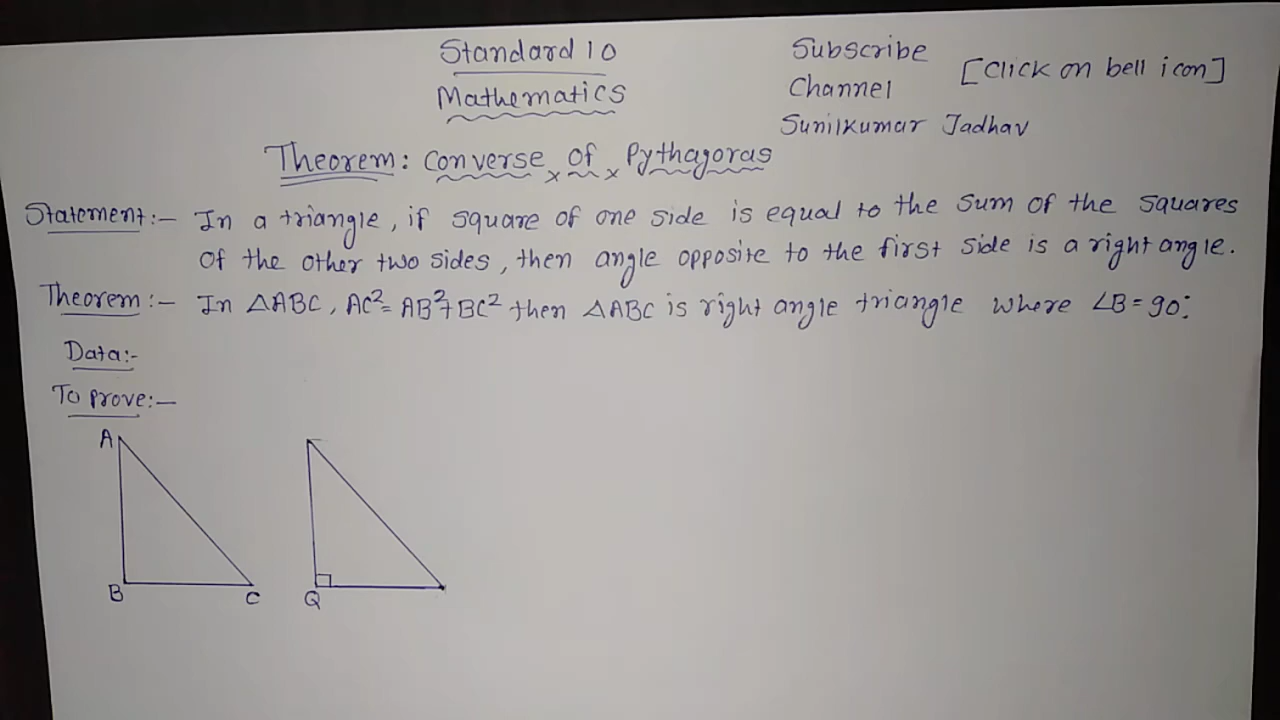 Standard 10
Mathematics
Subscribe
Channel
[Click on bell icon]
Sunilkumar Jadhav
Theorem: Converse of Pythagoras
Statement:- In a triangle, if square of one side is equal to the sum of the squares
of the other two sides, then angle opposite to the first side is a right angle.
Theorem:- In △ABC, AC²= AB²+BC² then △ABC is right angle triangle where ∠B=90°.
Data:-
To prove:-
A
B C Q